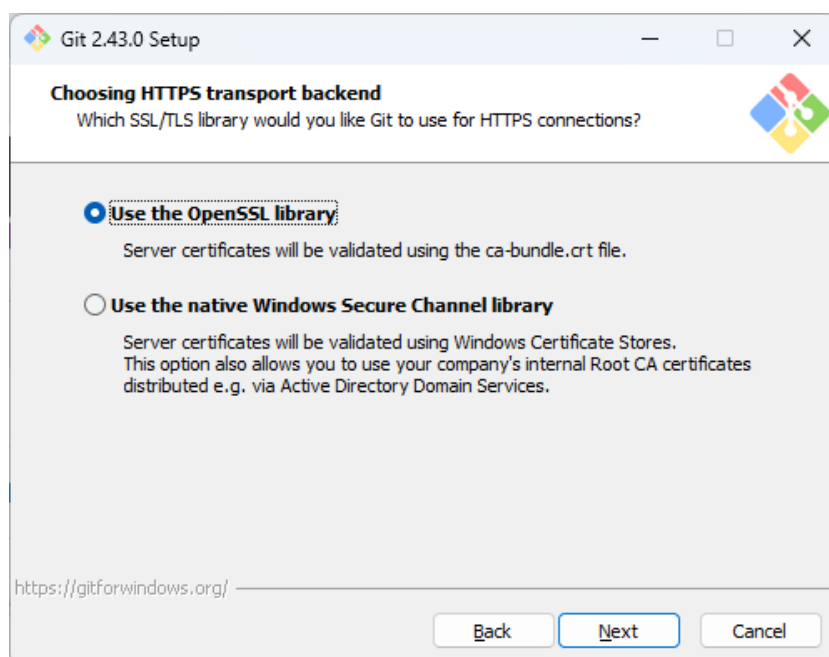 Git 2.43.0 Setup
Choosing HTTPS transport backend
Which SSL/TLS library would you like Git to use for HTTPS connections?
Use the OpenSSL library
Server certificates will be validated using the ca-bundle.crt file.
Use the native Windows Secure Channel library
Server certificates will be validated using Windows Certificate Stores.
This option also allows you to use your company's internal Root CA certificates
distributed e.g. via Active Directory Domain Services.
https://gitforwindows.org/
Back Next Cancel